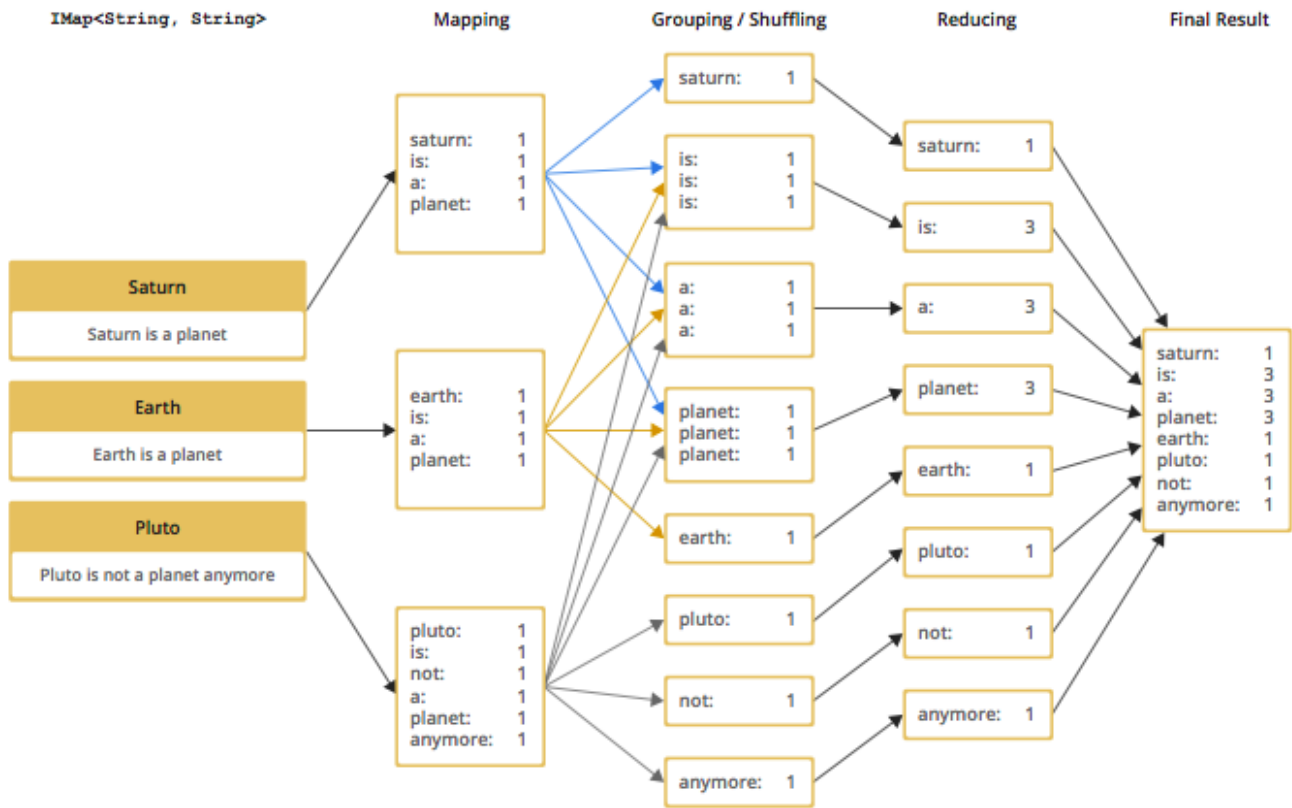 IMap<String, String>
Mapping
Grouping / Shuffling
Reducing
Final Result
Saturn
Saturn is a planet
Earth
Earth is a planet
Pluto
Pluto is not a planet anymore
saturn: 1
is: 1
a: 1
planet: 1
earth: 1
is: 1
a: 1
planet: 1
pluto: 1
is: 1
not: 1
a: 1
planet: 1
anymore: 1
saturn: 1
is: 1
is: 1
is: 1
a: 1
a: 1
a: 1
planet: 1
planet: 1
planet: 1
earth: 1
pluto: 1
not: 1
anymore: 1
saturn: 1
is: 3
a: 3
planet: 3
earth: 1
pluto: 1
not: 1
anymore: 1
saturn: 1
is: 3
a: 3
planet: 3
earth: 1
pluto: 1
not: 1
anymore: 1